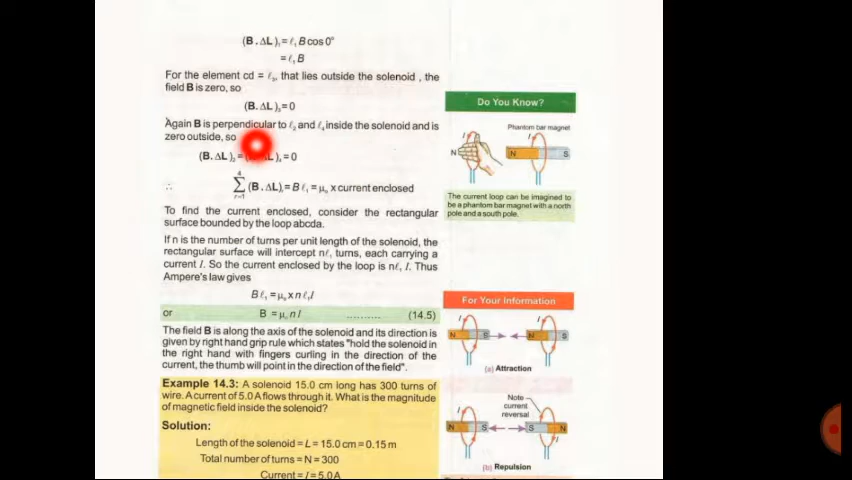 (B . ΔL)₁ = ℓ₁ B cos 0°
= ℓ₁ B
For the element cd = ℓ₃, that lies outside the solenoid , the
field B is zero, so
(B. ΔL )₃ = 0
Again B is perpendicular to ℓ₂ and ℓ₄ inside the solenoid and is
zero outside, so
(B. ΔL )₂ = L )₄ = 0
∴ 4 ∑ r=1 (B . ΔL)ᵣ = B ℓ₁ = μ₀ x current enclosed
To find the current enclosed, consider the rectangular
surface bounded by the loop abcda.
If n is the number of turns per unit length of the solenoid, the
rectangular surface will intercept nℓ₁ turns, each carrying a
current I. So the current enclosed by the loop is nℓ₁ I. Thus
Ampere's law gives
B ℓ₁ = μ₀ x n ℓ₁ I
or B = μ₀ n I .......... (14.5)
The field B is along the axis of the solenoid and its direction is
given by right hand grip rule which states "hold the solenoid in
the right hand with fingers curling in the direction of the
current, the thumb will point in the direction of the field".
Example 14.3: A solenoid 15.0 cm long has 300 turns of
wire. A current of 5.0 A flows through it. What is the magnitude
of magnetic field inside the solenoid?
Solution:
Length of the solenoid = L = 15.0 cm = 0.15 m
Total number of turns = N = 300
Current = I = 5.0 A
Do You Know?
Phantom bar magnet
I I
N N S
The current loop can be imagined to
be a phantom bar magnet with a north
pole and a south pole.
For Your Information
I I
N S N S
(a) Attraction
Note
current
reversal
I
N S S N
I
(b) Repulsion